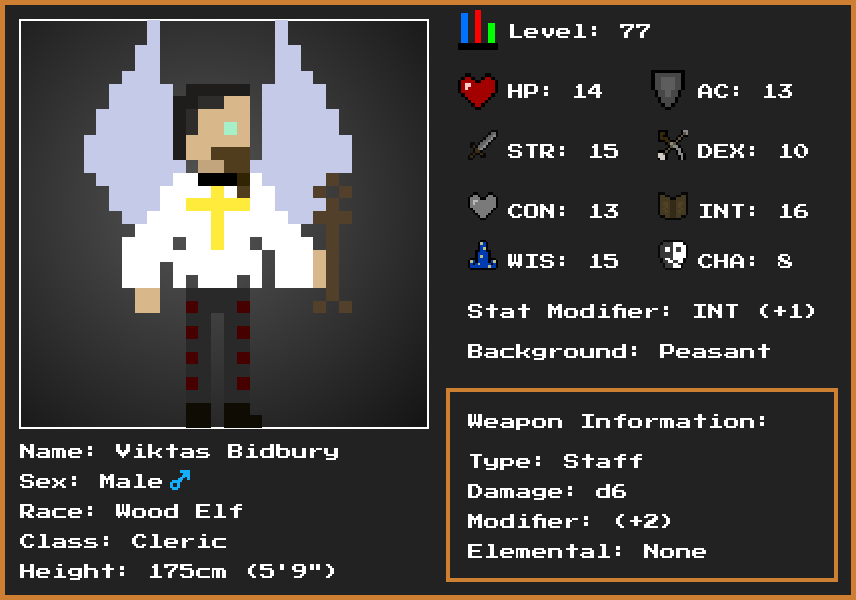 Level: 77
HP: 14
AC: 13
STR: 15
DEX: 10
CON: 13
INT: 16
WIS: 15
CHA: 8
Stat Modifier: INT (+1)
Background: Peasant
Name: Viktas Bidbury
Sex: Male♂
Race: Wood Elf
Class: Cleric
Height: 175cm (5'9")
Weapon Information:
Type: Staff
Damage: d6
Modifier: (+2)
Elemental: None